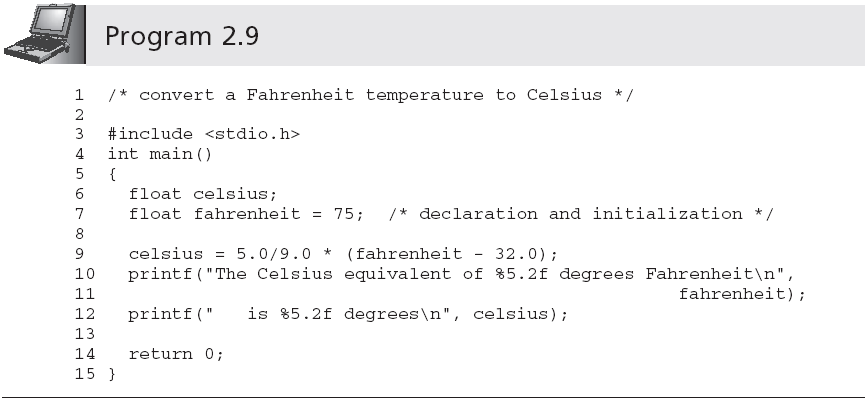 Program 2.9
1 /* convert a Fahrenheit temperature to Celsius */
2
3 #include <stdio.h>
4 int main()
5 {
6   float celsius;
7   float fahrenheit = 75;  /* declaration and initialization */
8
9   celsius = 5.0/9.0 * (fahrenheit - 32.0);
10   printf("The Celsius equivalent of %5.2f degrees Fahrenheit\n",
11                                                        fahrenheit);
12   printf("   is %5.2f degrees\n", celsius);
13
14   return 0;
15 }